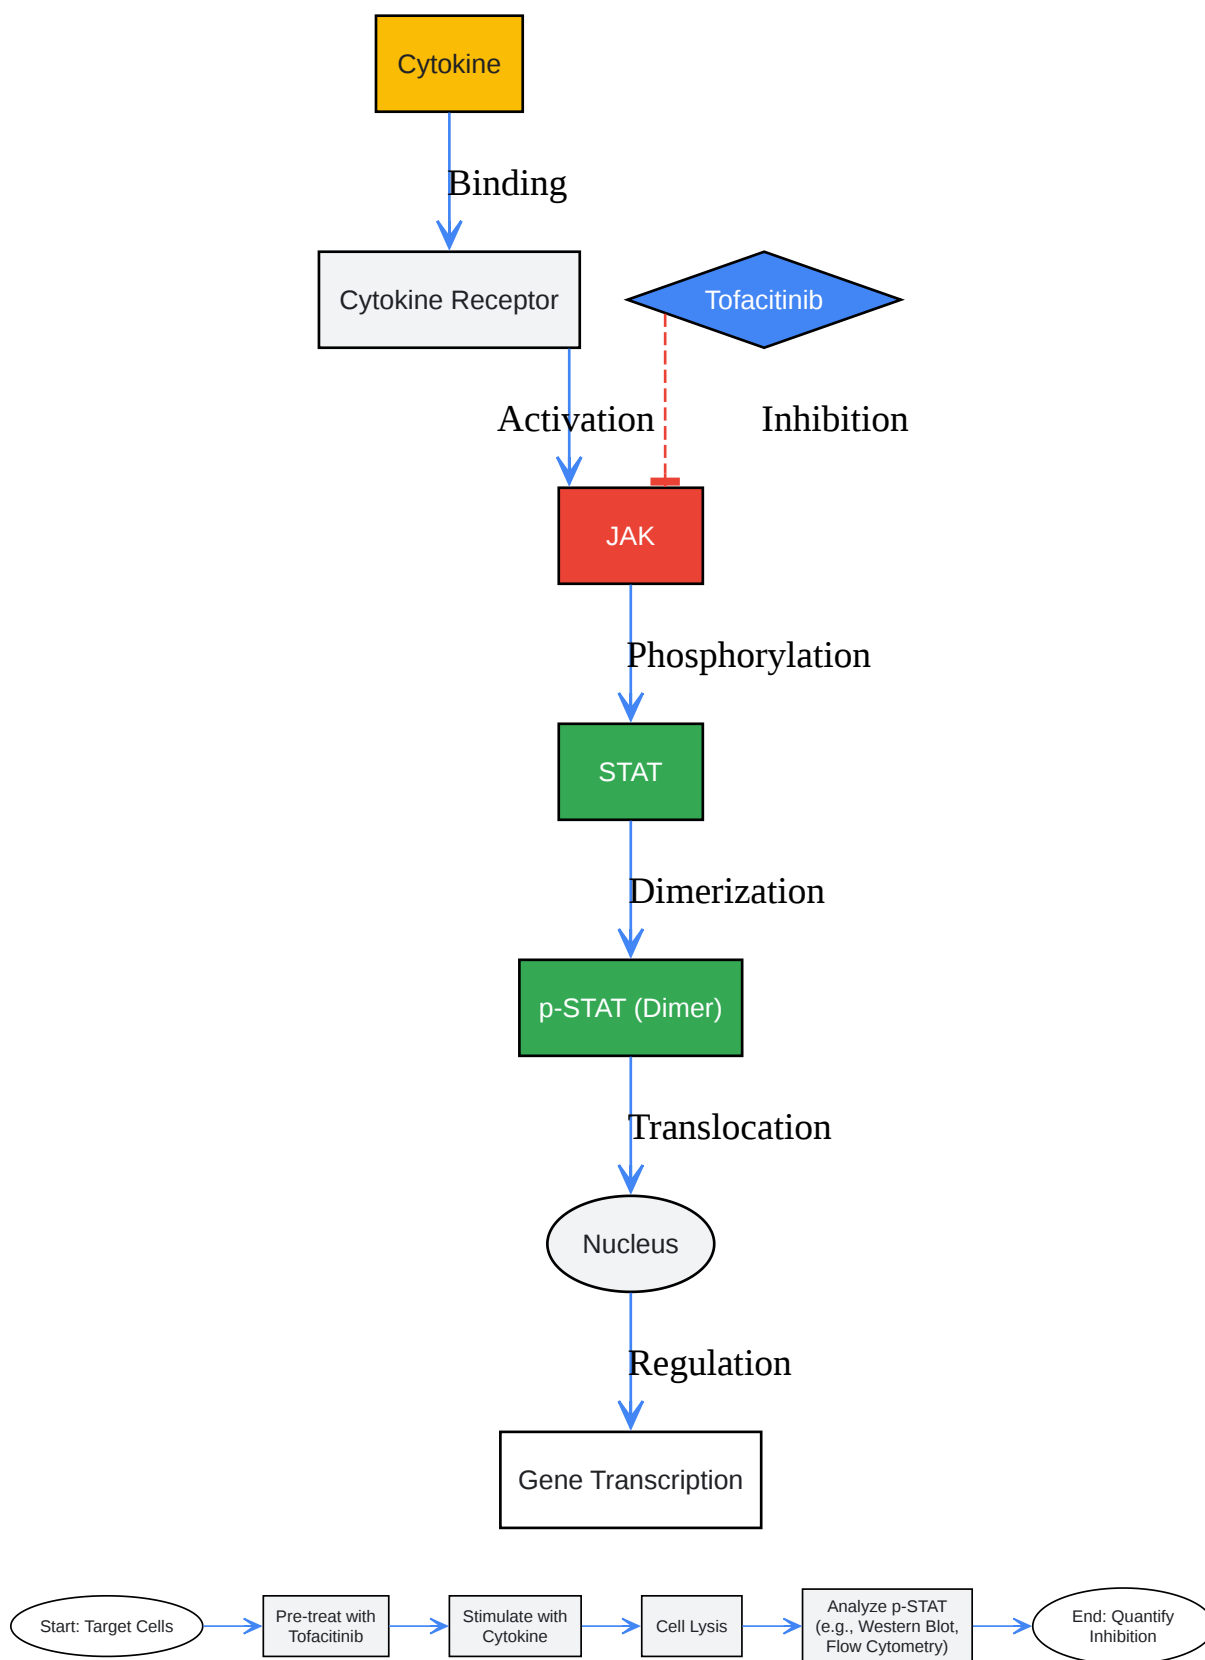 Cytokine
Binding
Cytokine Receptor
Tofacitinib
Activation
Inhibition
JAK
Phosphorylation
STAT
Dimerization
p-STAT (Dimer)
Translocation
Nucleus
Regulation
Gene Transcription
Start: Target Cells
Pre-treat with
Tofacitinib
Stimulate with
Cytokine
Cell Lysis
Analyze p-STAT
(e.g., Western Blot,
Flow Cytometry)
End: Quantify
Inhibition